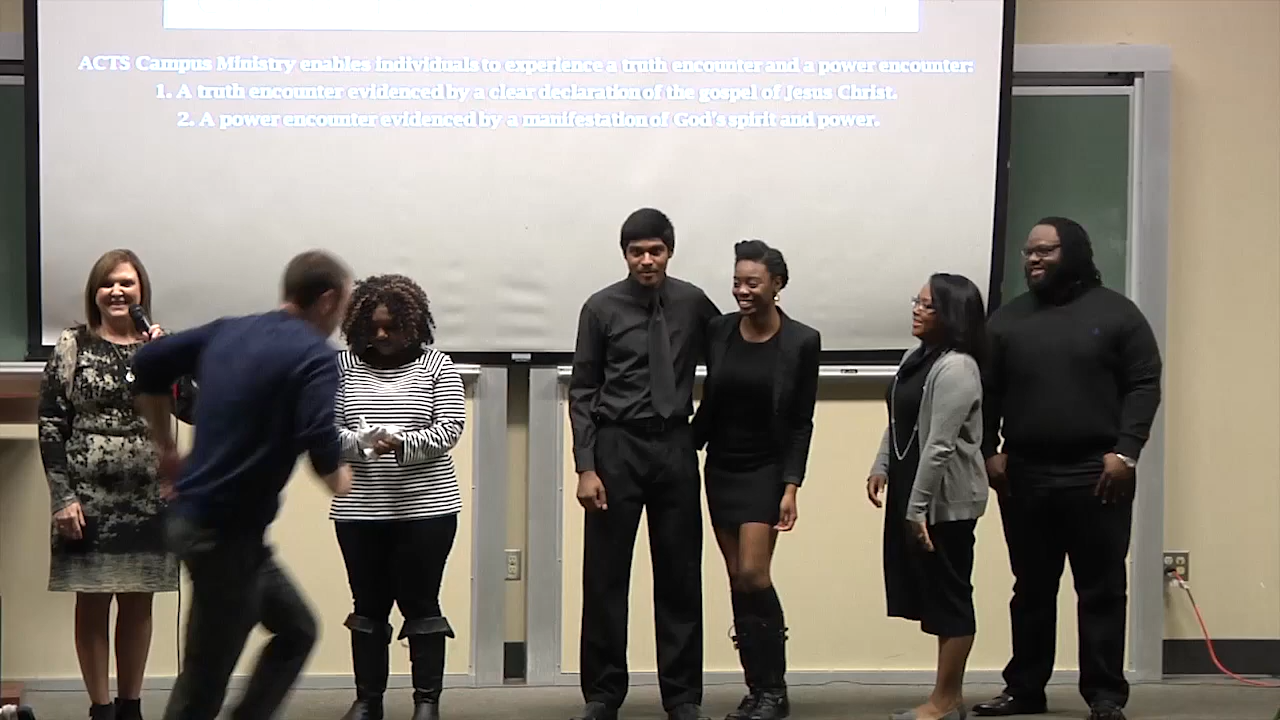 ACTS Campus Ministry enables individuals to experience a truth encounter and a power encounter:
1. A truth encounter evidenced by a clear declaration of the gospel of Jesus Christ.
2. A power encounter evidenced by a manifestation of God's spirit and power.